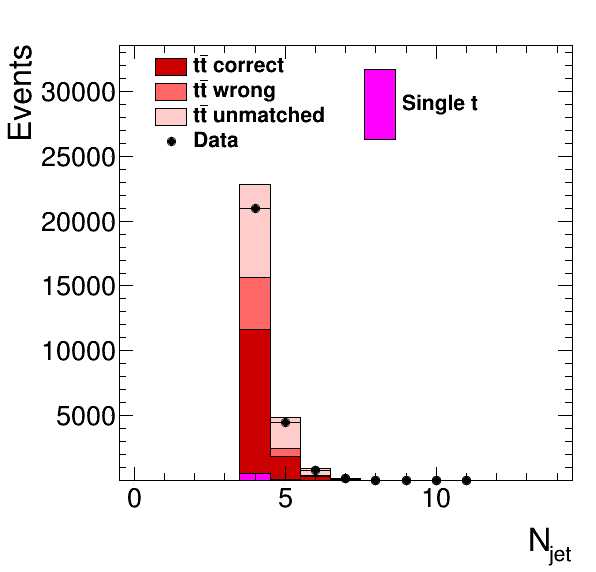 Events
30000
25000
20000
15000
10000
5000
tt̄ correct
tt̄ wrong
tt̄ unmatched
Data
Single t
0 5 10
N_jet